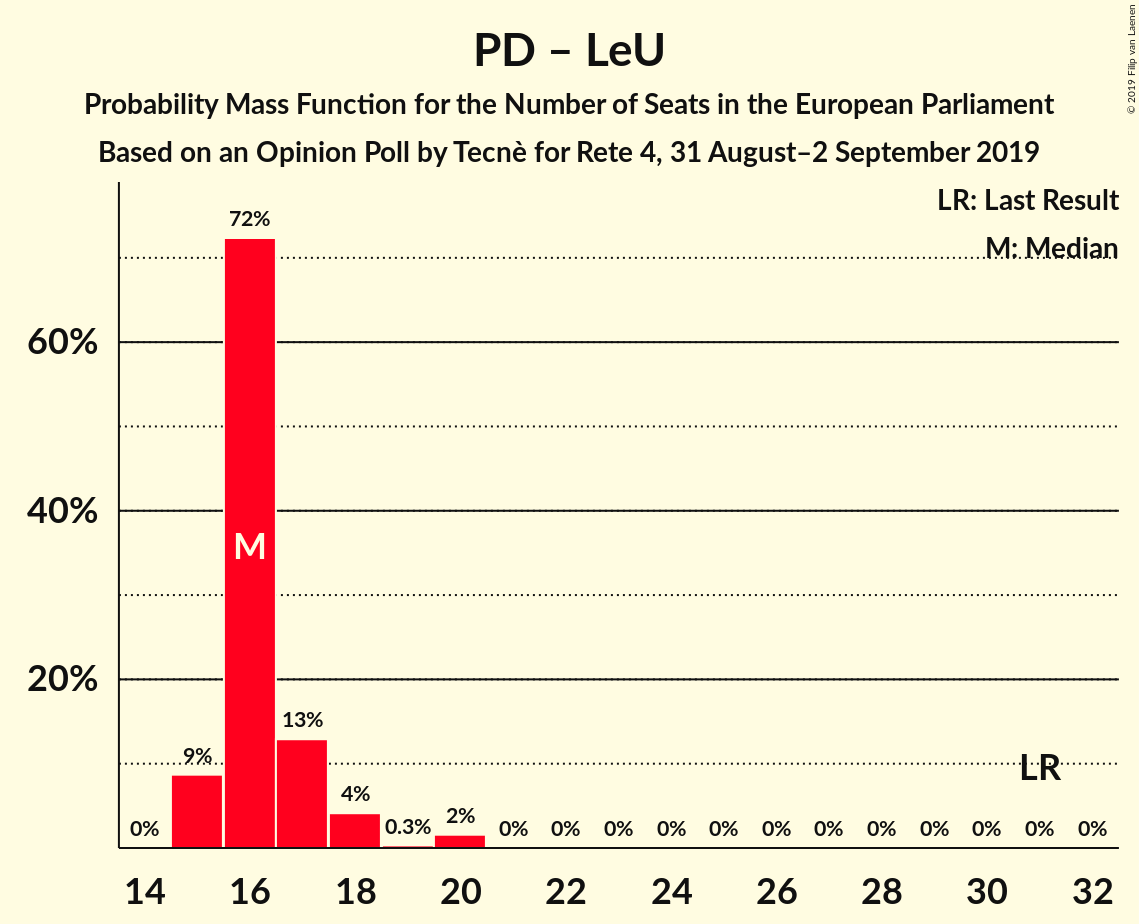 PD – LeU
Probability Mass Function for the Number of Seats in the European Parliament
Based on an Opinion Poll by Tecnè for Rete 4, 31 August–2 September 2019
© 2019 Filip van Laenen
LR: Last Result
M: Median
72%
60%
40%
M
20%
13%
9%
LR
4%
2%
0% 0.3% 0% 0% 0% 0% 0% 0% 0% 0% 0% 0% 0% 0%
14 16 18 20 22 24 26 28 30 32